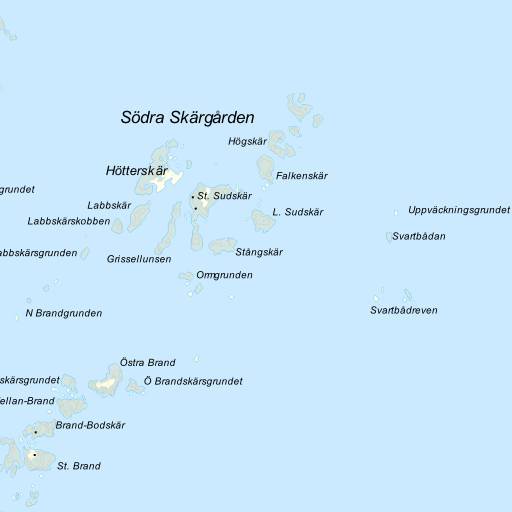 Södra Skärgården
Högskär
Hötterskär
Falkenskär
grundet
St. Sudskär
Labbskär
L. Sudskär
Uppväckningsgrundet
Labbskärskobben
Svartbådan
abbskärsgrunden
Stångskär
Grissellunsen
Ormgrunden
N Brandgrunden
Svartbådreven
Östra Brand
skärsgrundet
Ö Brandskärsgrundet
ellan-Brand
Brand-Bodskär
St. Brand